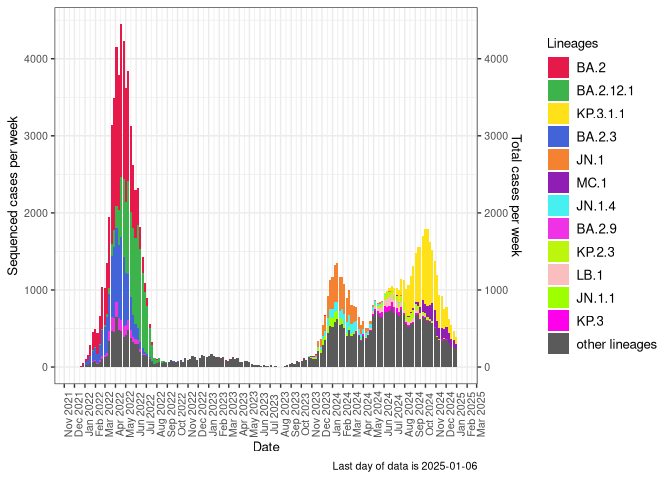 Sequenced cases per week
4000
3000
2000
1000
0
4000
3000
2000
1000
0
Total cases per week
Nov 2021
Dec 2021
Jan 2022
Feb 2022
Mar 2022
Apr 2022
May 2022
Jun 2022
Jul 2022
Aug 2022
Sep 2022
Oct 2022
Nov 2022
Dec 2022
Jan 2023
Feb 2023
Mar 2023
Apr 2023
May 2023
Jun 2023
Jul 2023
Aug 2023
Sep 2023
Oct 2023
Nov 2023
Dec 2023
Jan 2024
Feb 2024
Mar 2024
Apr 2024
May 2024
Jun 2024
Jul 2024
Aug 2024
Sep 2024
Oct 2024
Nov 2024
Dec 2024
Jan 2025
Feb 2025
Mar 2025
Date
Last day of data is 2025-01-06
Lineages
BA.2
BA.2.12.1
KP.3.1.1
BA.2.3
JN.1
MC.1
JN.1.4
BA.2.9
KP.2.3
LB.1
JN.1.1
KP.3
other lineages